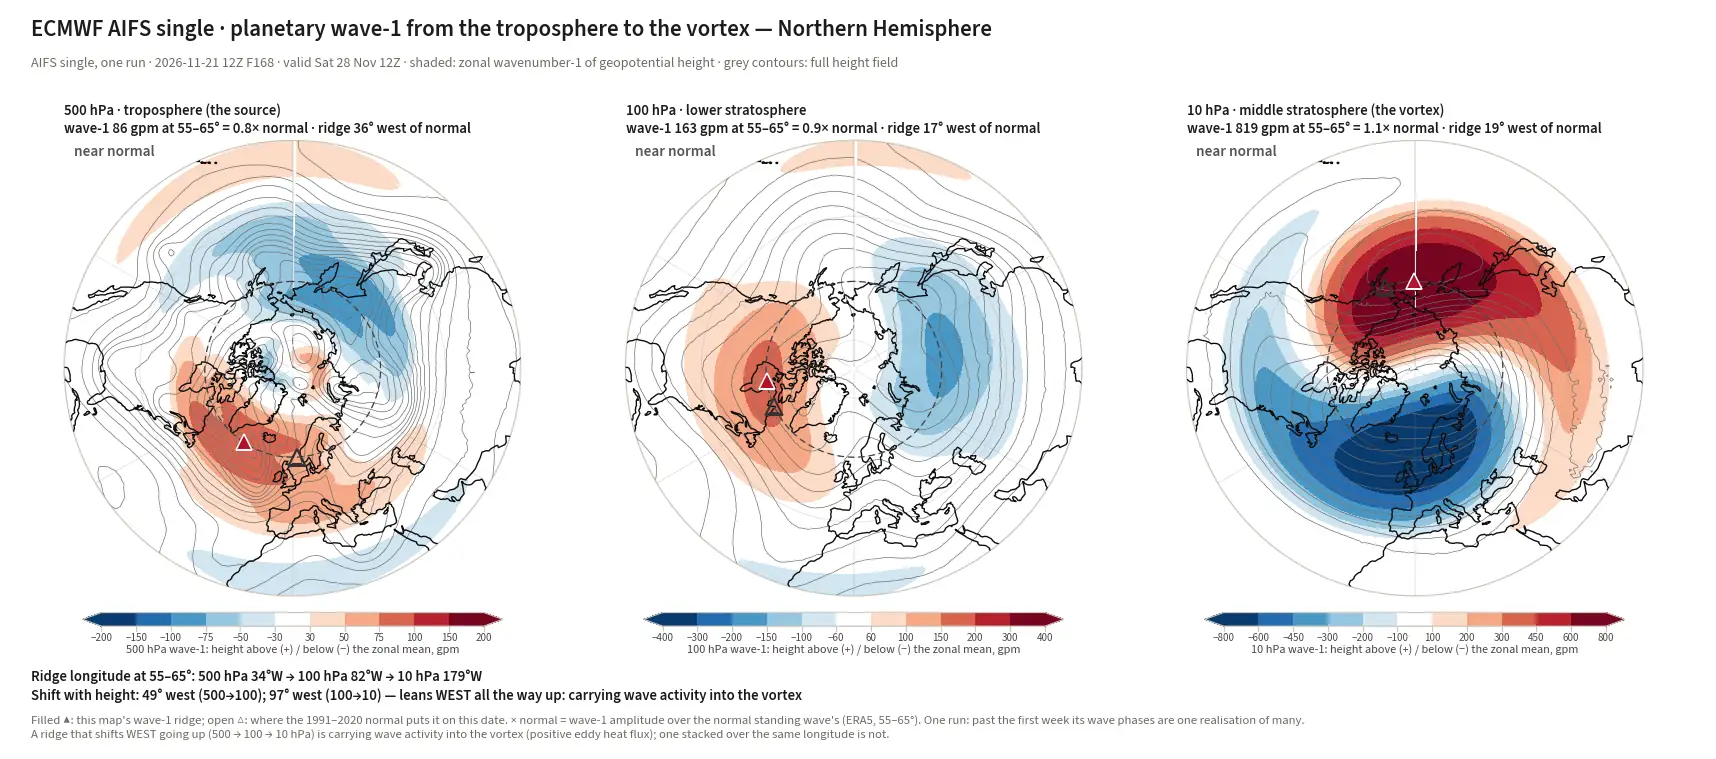 ECMWF AIFS single · planetary wave-1 from the troposphere to the vortex — Northern Hemisphere
AIFS single, one run · 2026-11-21 12Z F168 · valid Sat 28 Nov 12Z · shaded: zonal wavenumber-1 of geopotential height · grey contours: full height field
500 hPa · troposphere (the source)
wave-1 86 gpm at 55–65° = 0.8× normal · ridge 36° west of normal
near normal
100 hPa · lower stratosphere
wave-1 163 gpm at 55–65° = 0.9× normal · ridge 17° west of normal
near normal
10 hPa · middle stratosphere (the vortex)
wave-1 819 gpm at 55–65° = 1.1× normal · ridge 19° west of normal
near normal
−200 −150 −100 −75 −50 −30 30 50 75 100 150 200
500 hPa wave-1: height above (+) / below (−) the zonal mean, gpm
−400 −300 −200 −150 −100 −60 60 100 150 200 300 400
100 hPa wave-1: height above (+) / below (−) the zonal mean, gpm
−800 −600 −450 −300 −200 −100 100 200 300 450 600 800
10 hPa wave-1: height above (+) / below (−) the zonal mean, gpm
Ridge longitude at 55–65°: 500 hPa 34°W → 100 hPa 82°W → 10 hPa 179°W
Shift with height: 49° west (500→100); 97° west (100→10) — leans WEST all the way up: carrying wave activity into the vortex
Filled ▲: this map's wave-1 ridge; open △: where the 1991–2020 normal puts it on this date. × normal = wave-1 amplitude over the normal standing wave's (ERA5, 55–65°). One run: past the first week its wave phases are one realisation of many.
A ridge that shifts WEST going up (500 → 100 → 10 hPa) is carrying wave activity into the vortex (positive eddy heat flux); one stacked over the same longitude is not.